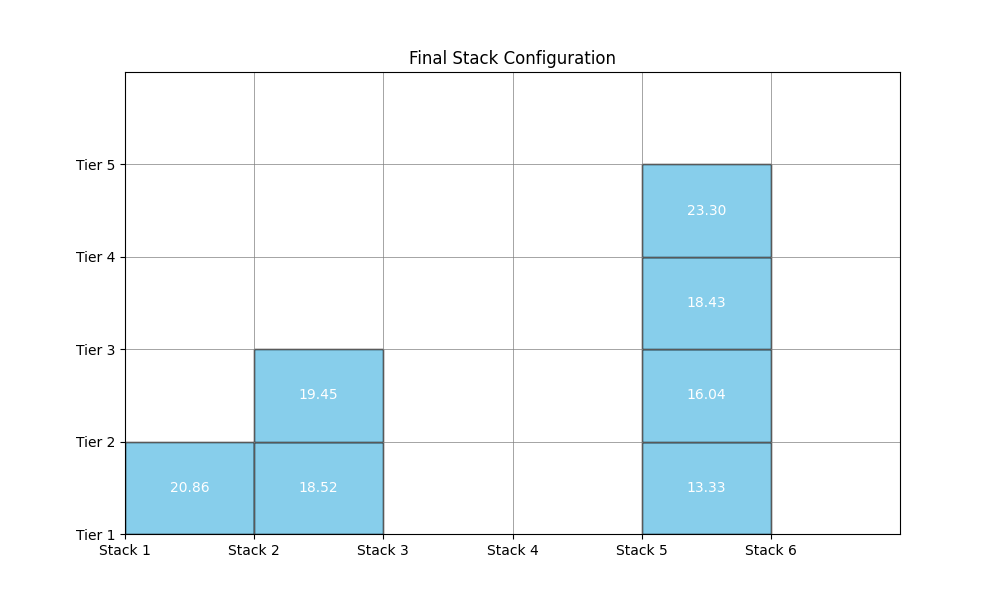 Final Stack Configuration
Tier 5
23.30
Tier 4
18.43
Tier 3
19.45 16.04
Tier 2
20.86 18.52 13.33
Tier 1
Stack 1 Stack 2 Stack 3 Stack 4 Stack 5 Stack 6